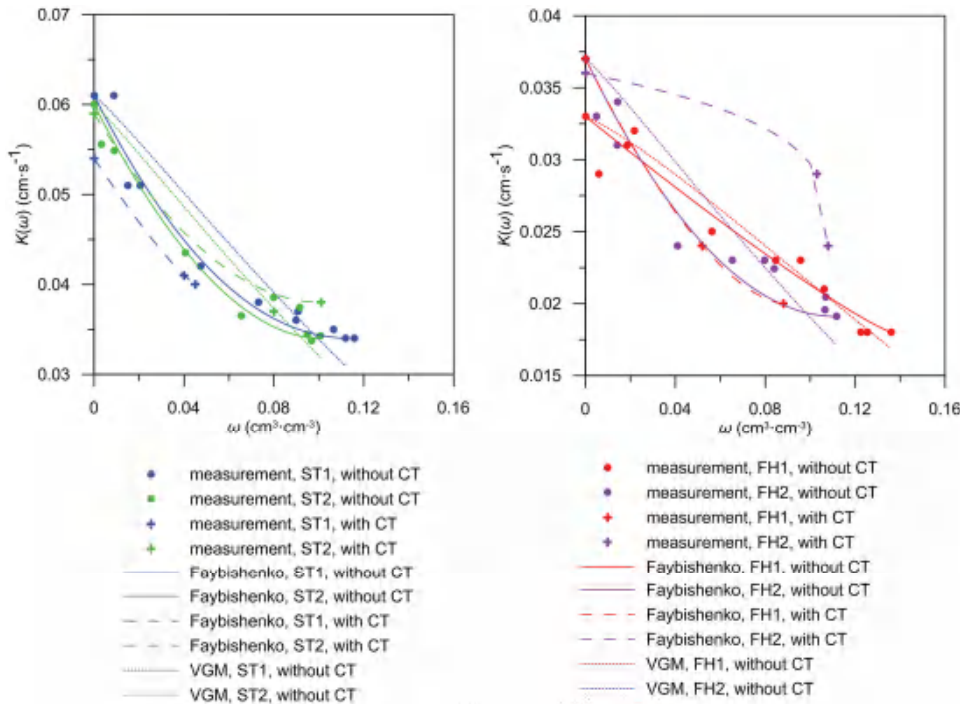 0.07
0.06
0.05
0.04
0.03
K(ω) (cm·s⁻¹)
0 0.04 0.08 0.12 0.16
ω (cm³·cm⁻³)
measurement, ST1, without CT
measurement, ST2, without CT
measurement, ST1, with CT
measurement, ST2, with CT
Faybishenko, ST1, without CT
Faybishenko, ST2, without CT
Faybishenko, ST1, with CT
Faybishenko, ST2, with CT
VGM, ST1, without CT
VGM, ST2, without CT
0.04
0.035
0.03
0.025
0.02
0.015
K(ω) (cm·s⁻¹)
0 0.04 0.08 0.12 0.16
ω (cm³·cm⁻³)
measurement, FH1, without CT
measurement, FH2, without CT
measurement, FH1, with CT
measurement, FH2, with CT
Faybishenko. FH1. without CT
Faybishenko, FH2, without CT
Faybishenko, FH1, with CT
Faybishenko, FH2, with CT
VGM, FH1, without CT
VGM, FH2, without CT